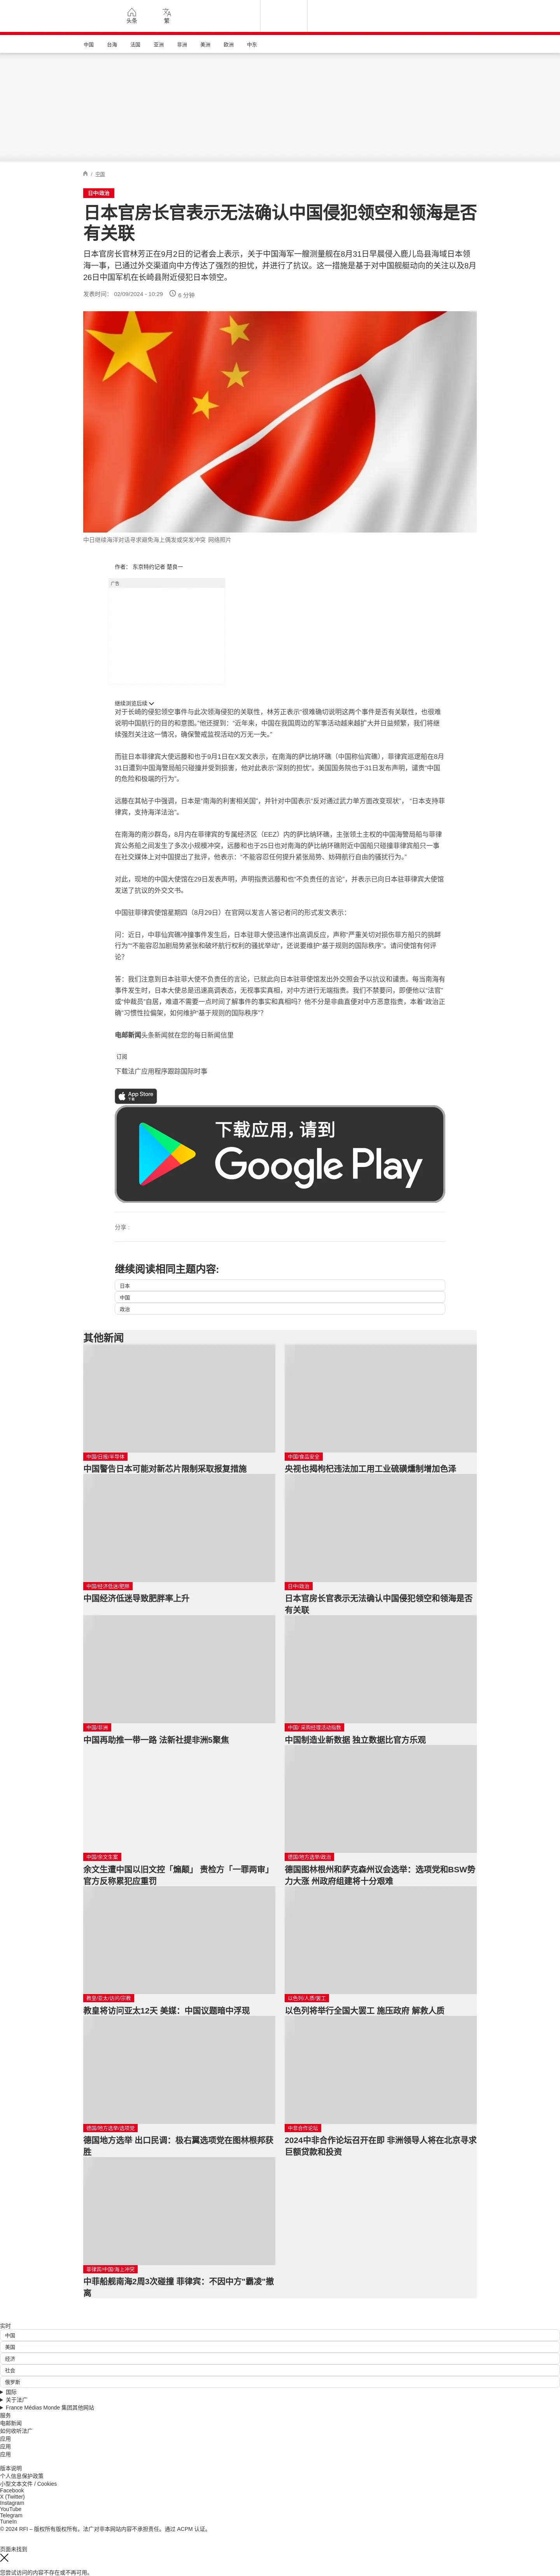 头条
繁
中国 台海 法国 亚洲 非洲 美洲 欧洲 中东
/ 中国
日中/政治
日本官房长官表示无法确认中国侵犯领空和领海是否
有关联
日本官房长官林芳正在9月2日的记者会上表示，关于中国海军一艘测量舰在8月31日早晨侵入鹿儿岛县海域日本领
海一事，已通过外交渠道向中方传达了强烈的担忧，并进行了抗议。这一措施是基于对中国舰艇动向的关注以及8月
26日中国军机在长崎县附近侵犯日本领空。
发表时间： 02/09/2024 - 10:29 6 分钟
中日继续海洋对话寻求避免海上偶发或突发冲突 网络照片
作者： 东京特约记者 楚良一
广告
继续浏览后续
对于长崎的侵犯领空事件与此次领海侵犯的关联性，林芳正表示“很难确切说明这两个事件是否有关联性，也很难
说明中国航行的目的和意图。”他还提到：“近年来，中国在我国周边的军事活动越来越扩大并日益频繁，我们将继
续强烈关注这一情况，确保警戒监视活动的万无一失。”
而驻日本菲律宾大使远藤和也于9月1日在X发文表示，在南海的萨比纳环礁（中国称仙宾礁），菲律宾巡逻船在8月
31日遭到中国海警局船只碰撞并受到损害，他对此表示“深刻的担忧”。美国国务院也于31日发布声明，谴责“中国
的危险和极端的行为”。
远藤在其帖子中强调，日本是“南海的利害相关国”，并针对中国表示“反对通过武力单方面改变现状”， “日本支持菲
律宾，支持海洋法治”。
在南海的南沙群岛，8月内在菲律宾的专属经济区（EEZ）内的萨比纳环礁，主张领土主权的中国海警局船与菲律
宾公务船之间发生了多次小规模冲突，远藤和也于25日也对南海的萨比纳环礁附近中国船只碰撞菲律宾船只一事
在社交媒体上对中国提出了批评，他表示：“不能容忍任何提升紧张局势、妨碍航行自由的骚扰行为。”
对此，现地的中国大使馆在29日发表声明，声明指责远藤和也“不负责任的言论”，并表示已向日本驻菲律宾大使馆
发送了抗议的外交文书。
中国驻菲律宾使馆星期四（8月29日）在官网以发言人答记者问的形式发文表示：
问：近日，中菲仙宾礁冲撞事件发生后，日本驻菲大使迅速作出高调反应，声称“严重关切对损伤菲方船只的挑衅
行为”“不能容忍加剧局势紧张和破坏航行权利的骚扰举动”，还说要维护“基于规则的国际秩序”。请问使馆有何评
论？
答：我们注意到日本驻菲大使不负责任的言论，已就此向日本驻菲使馆发出外交照会予以抗议和谴责。每当南海有
事件发生时，日本大使总是迅速高调表态，无视事实真相，对中方进行无端指责。我们不禁要问，即便他以“法官”
或“仲裁员”自居，难道不需要一点时间了解事件的事实和真相吗？他不分是非曲直便对中方恶意指责，本着“政治正
确”习惯性拉偏架，如何维护“基于规则的国际秩序”？
电邮新闻头条新闻就在您的每日新闻信里
订阅
下载法广应用程序跟踪国际时事
App Store
下载
下载应用，请到
Google Play
分享 :
继续阅读相同主题内容:
日本
中国
政治
其他新闻
中国/日报/半导体
中国警告日本可能对新芯片限制采取报复措施
中国/食品安全
央视也揭枸杞违法加工用工业硫磺熏制增加色泽
中国/经济低迷/肥胖
中国经济低迷导致肥胖率上升
日中/政治
日本官房长官表示无法确认中国侵犯领空和领海是否
有关联
中国/非洲
中国再助推一带一路 法新社提非洲5聚焦
中国/ 采购经理活动指数
中国制造业新数据 独立数据比官方乐观
中国/余文生案
余文生遭中国以旧文控「煽颠」 责检方「一罪两审」
官方反称累犯应重罚
德国/地方选举/政治
德国图林根州和萨克森州议会选举：选项党和BSW势
力大涨 州政府组建将十分艰难
教皇/亚太/访问/宗教
教皇将访问亚太12天 美媒：中国议题暗中浮现
以色列/人质/罢工
以色列将举行全国大罢工 施压政府 解救人质
德国/地方选举/选项党
德国地方选举 出口民调：极右翼选项党在图林根邦获
胜
中非合作论坛
2024中非合作论坛召开在即 非洲领导人将在北京寻求
巨额贷款和投资
菲律宾/中国/海上冲突
中菲船舰南海2周3次碰撞 菲律宾：不因中方“霸凌”撤
离
实时
中国
美国
经济
社会
俄罗斯
国际
关于法广
France Médias Monde 集团其他网站
服务
电邮新闻
如何收听法广
应用
应用
应用
版本说明
个人信息保护政策
小型文本文件 / Cookies
Facebook
X (Twitter)
Instagram
YouTube
Telegram
TuneIn
© 2024 RFI – 版权所有版权所有。法广对非本网站内容不承担责任。通过 ACPM 认证。
页面未找到
您尝试访问的内容不存在或不再可用。